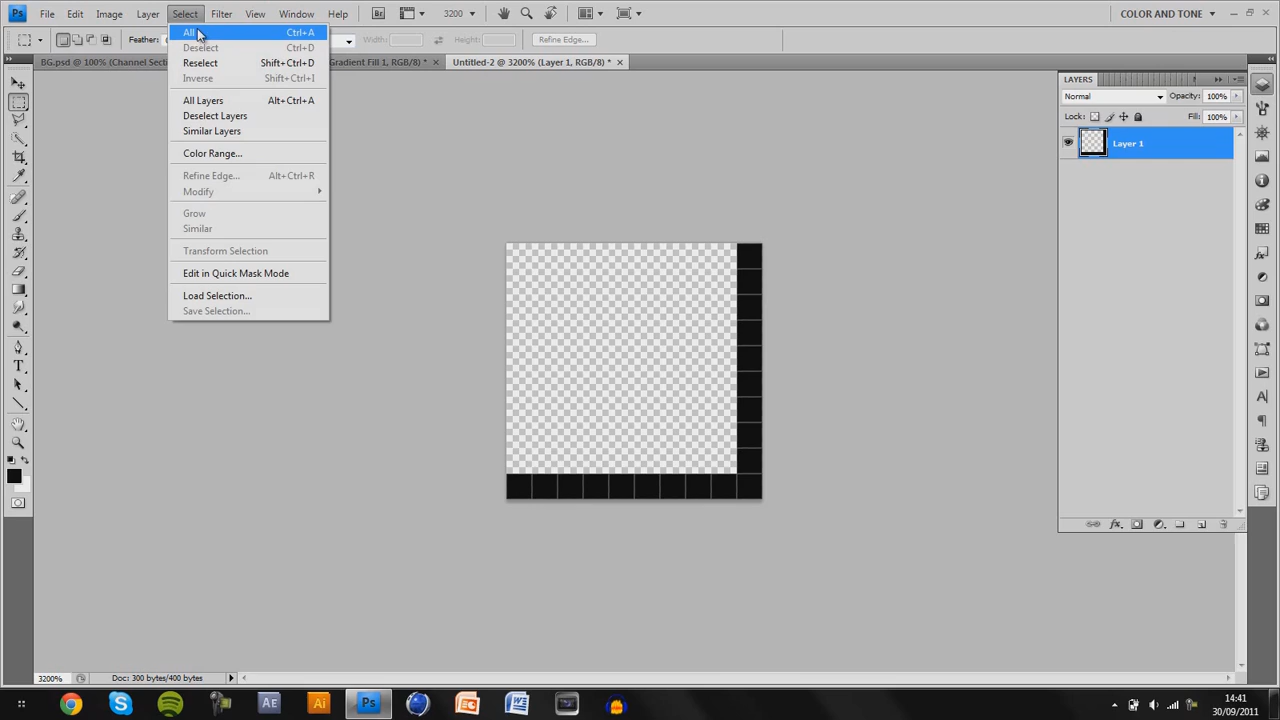 Ps File Edit Image Layer Select Filter View Window Help Br 3200 COLOR AND TONE
Feather: Width: Height: Refine Edge...
BG.psd @ 100% (Channel Secti Gradient Fill 1, RGB/8) * × Untitled-2 @ 3200% (Layer 1, RGB/8) * ×
All Ctrl+A
Deselect Ctrl+D
Reselect Shift+Ctrl+D
Inverse Shift+Ctrl+I
All Layers Alt+Ctrl+A
Deselect Layers
Similar Layers
Color Range...
Refine Edge... Alt+Ctrl+R
Modify
Grow
Similar
Transform Selection
Edit in Quick Mask Mode
Load Selection...
Save Selection...
LAYERS
Normal Opacity: 100%
Lock: Fill: 100%
Layer 1
3200% Doc: 300 bytes/400 bytes
Ae Ai Ps
14:41
30/09/2011